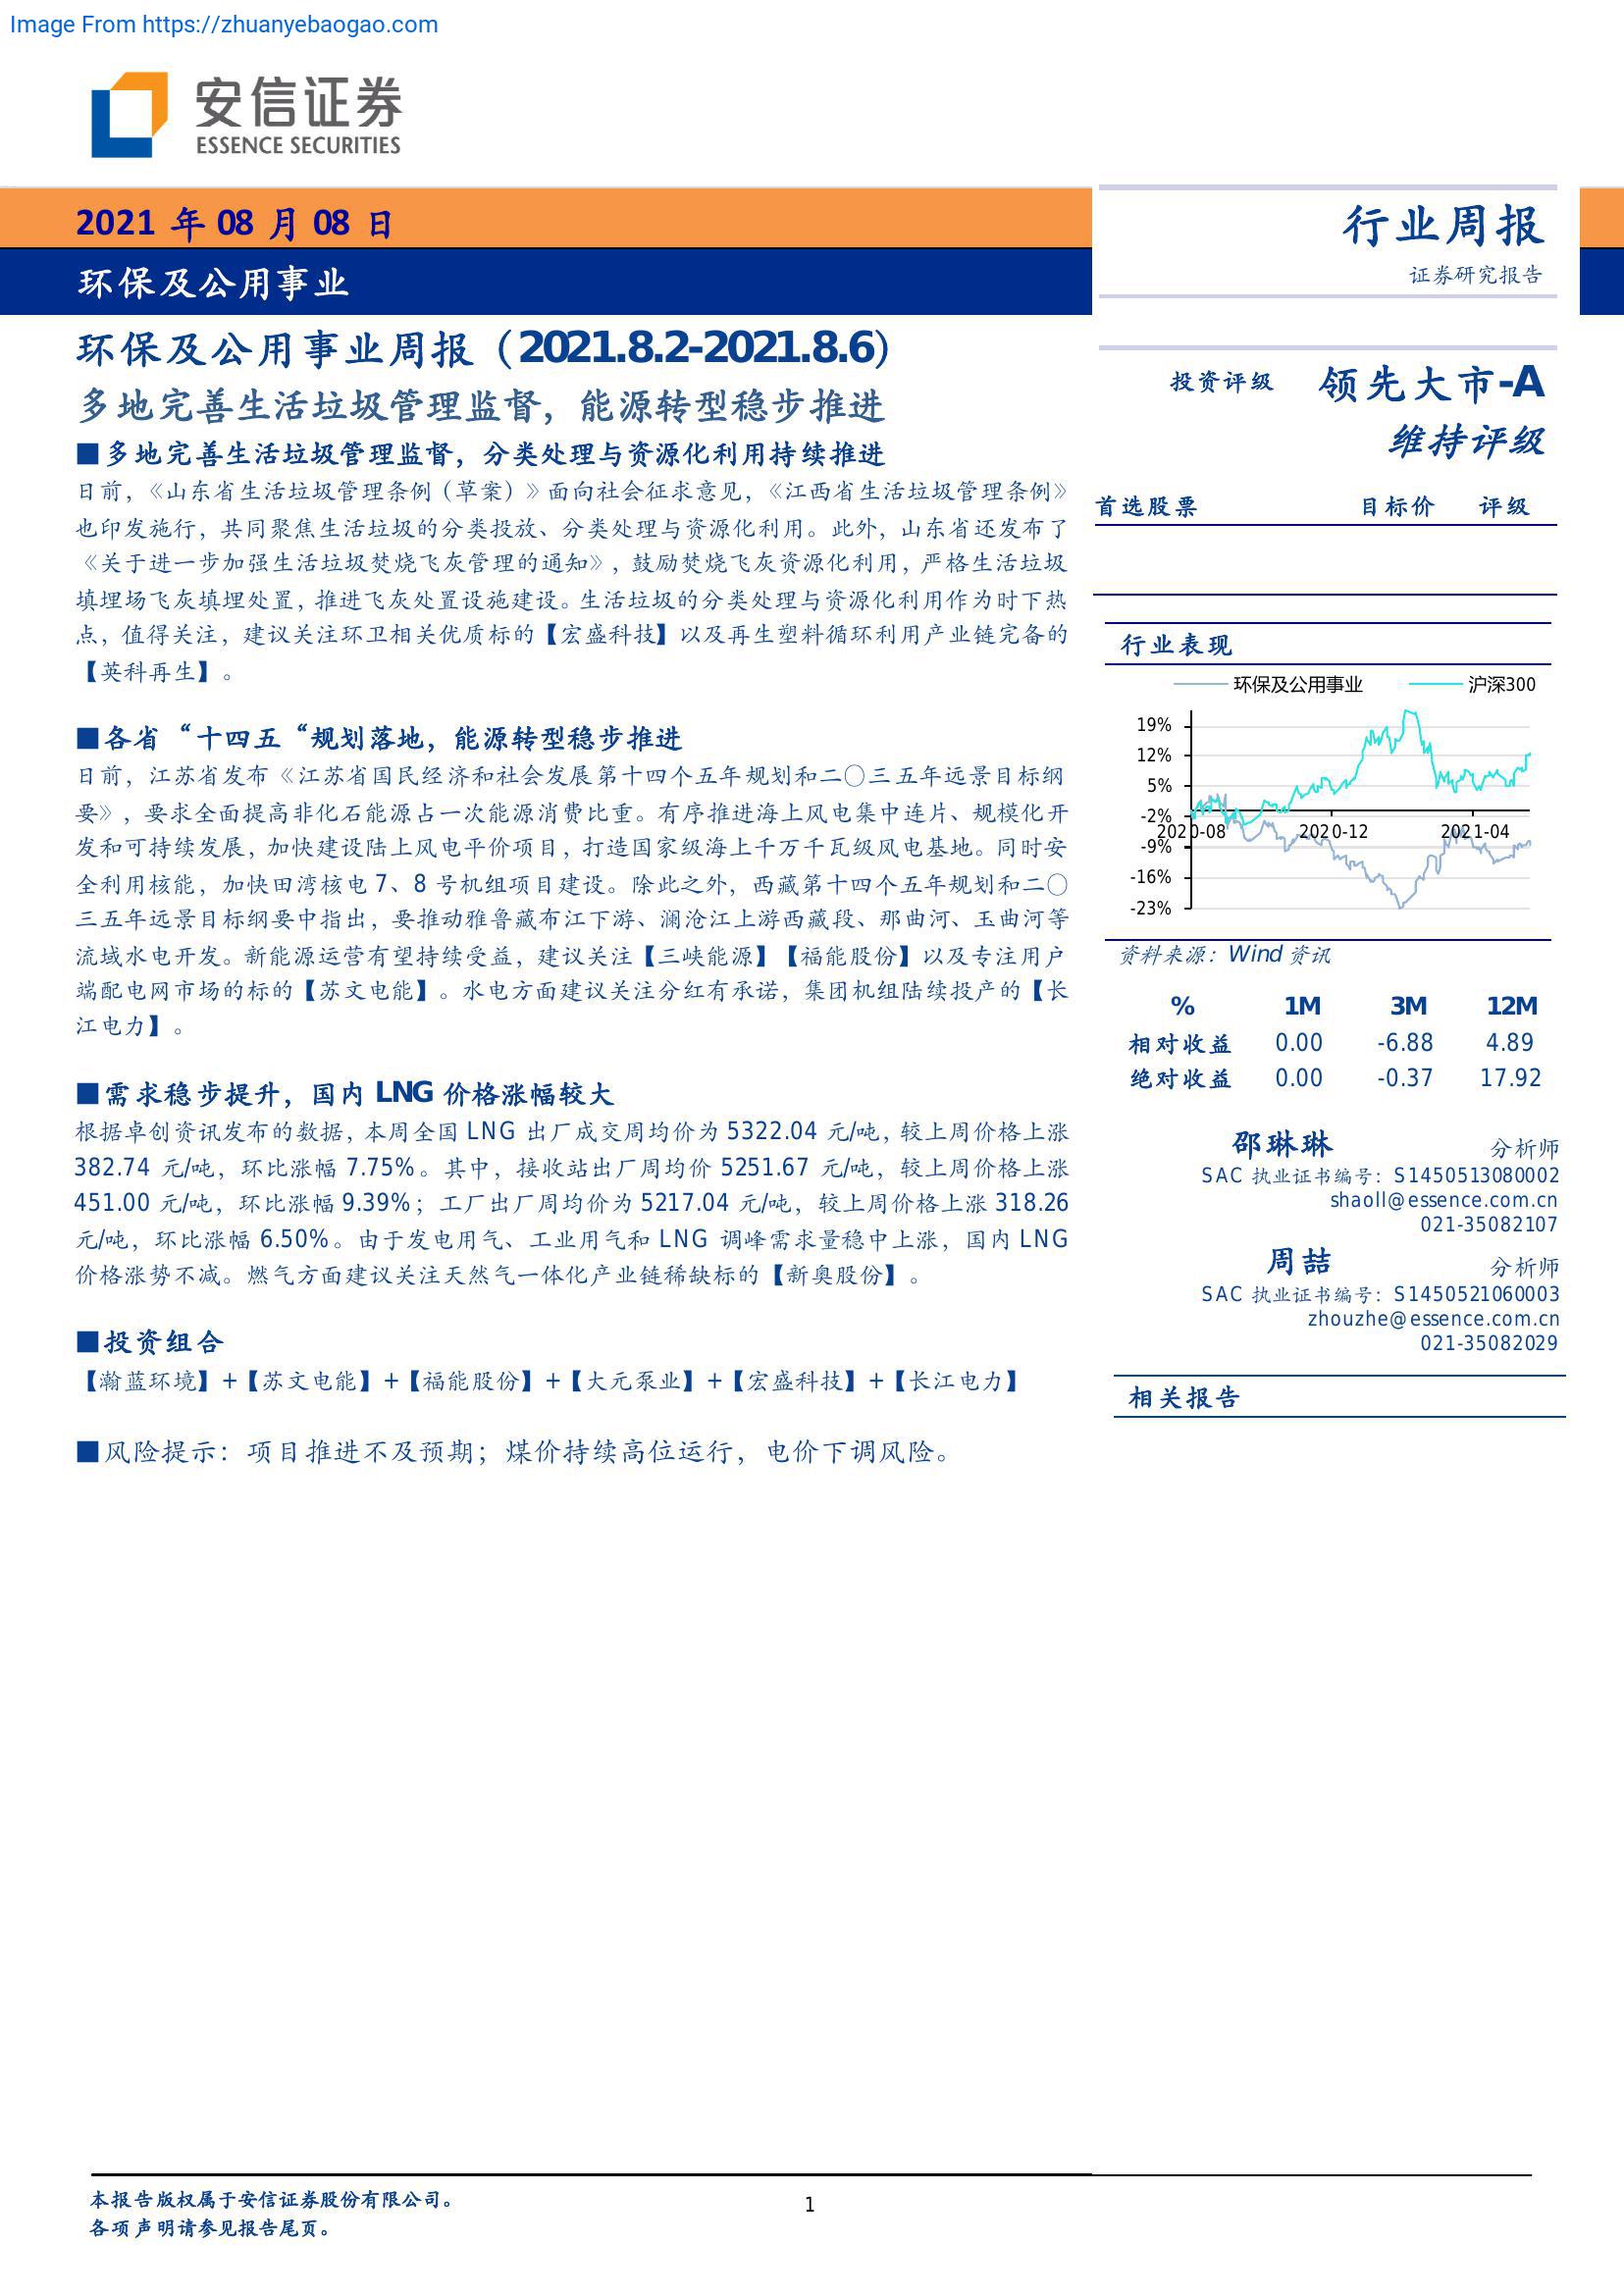 Image From https://zhuanyebaogao.com
安信证券
ESSENCE SECURITIES
2021 年 08 月 08 日
环保及公用事业
行业周报
证券研究报告
环保及公用事业周报（2021.8.2-2021.8.6）
多地完善生活垃圾管理监督，能源转型稳步推进
■多地完善生活垃圾管理监督，分类处理与资源化利用持续推进
日前，《山东省生活垃圾管理条例（草案）》面向社会征求意见，《江西省生活垃圾管理条例》
也印发施行，共同聚焦生活垃圾的分类投放、分类处理与资源化利用。此外，山东省还发布了
《关于进一步加强生活垃圾焚烧飞灰管理的通知》，鼓励焚烧飞灰资源化利用，严格生活垃圾
填埋场飞灰填埋处置，推进飞灰处置设施建设。生活垃圾的分类处理与资源化利用作为时下热
点，值得关注，建议关注环卫相关优质标的【宏盛科技】以及再生塑料循环利用产业链完备的
【英科再生】。
■各省“十四五“规划落地，能源转型稳步推进
日前，江苏省发布《江苏省国民经济和社会发展第十四个五年规划和二〇三五年远景目标纲
要》，要求全面提高非化石能源占一次能源消费比重。有序推进海上风电集中连片、规模化开
发和可持续发展，加快建设陆上风电平价项目，打造国家级海上千万千瓦级风电基地。同时安
全利用核能，加快田湾核电 7、8 号机组项目建设。除此之外，西藏第十四个五年规划和二〇
三五年远景目标纲要中指出，要推动雅鲁藏布江下游、澜沧江上游西藏段、那曲河、玉曲河等
流域水电开发。新能源运营有望持续受益，建议关注【三峡能源】【福能股份】以及专注用户
端配电网市场的标的【苏文电能】。水电方面建议关注分红有承诺，集团机组陆续投产的【长
江电力】。
■需求稳步提升，国内 LNG 价格涨幅较大
根据卓创资讯发布的数据，本周全国 LNG 出厂成交周均价为 5322.04 元/吨，较上周价格上涨
382.74 元/吨，环比涨幅 7.75%。其中，接收站出厂周均价 5251.67 元/吨，较上周价格上涨
451.00 元/吨，环比涨幅 9.39%；工厂出厂周均价为 5217.04 元/吨，较上周价格上涨 318.26
元/吨，环比涨幅 6.50%。由于发电用气、工业用气和 LNG 调峰需求量稳中上涨，国内 LNG
价格涨势不减。燃气方面建议关注天然气一体化产业链稀缺标的【新奥股份】。
■投资组合
【瀚蓝环境】+【苏文电能】+【福能股份】+【大元泵业】+【宏盛科技】+【长江电力】
■风险提示：项目推进不及预期；煤价持续高位运行，电价下调风险。
投资评级 领先大市-A
维持评级
首选股票 目标价 评级
行业表现
环保及公用事业 沪深300
19%
12%
5%
-2%
2020-08 2020-12 2021-04
-9%
-16%
-23%
资料来源：Wind 资讯
% 1M 3M 12M
相对收益 0.00 -6.88 4.89
绝对收益 0.00 -0.37 17.92
邵琳琳 分析师
SAC 执业证书编号：S1450513080002
shaoll@essence.com.cn
021-35082107
周喆 分析师
SAC 执业证书编号：S1450521060003
zhouzhe@essence.com.cn
021-35082029
相关报告
本报告版权属于安信证券股份有限公司。
各项声明请参见报告尾页。
1